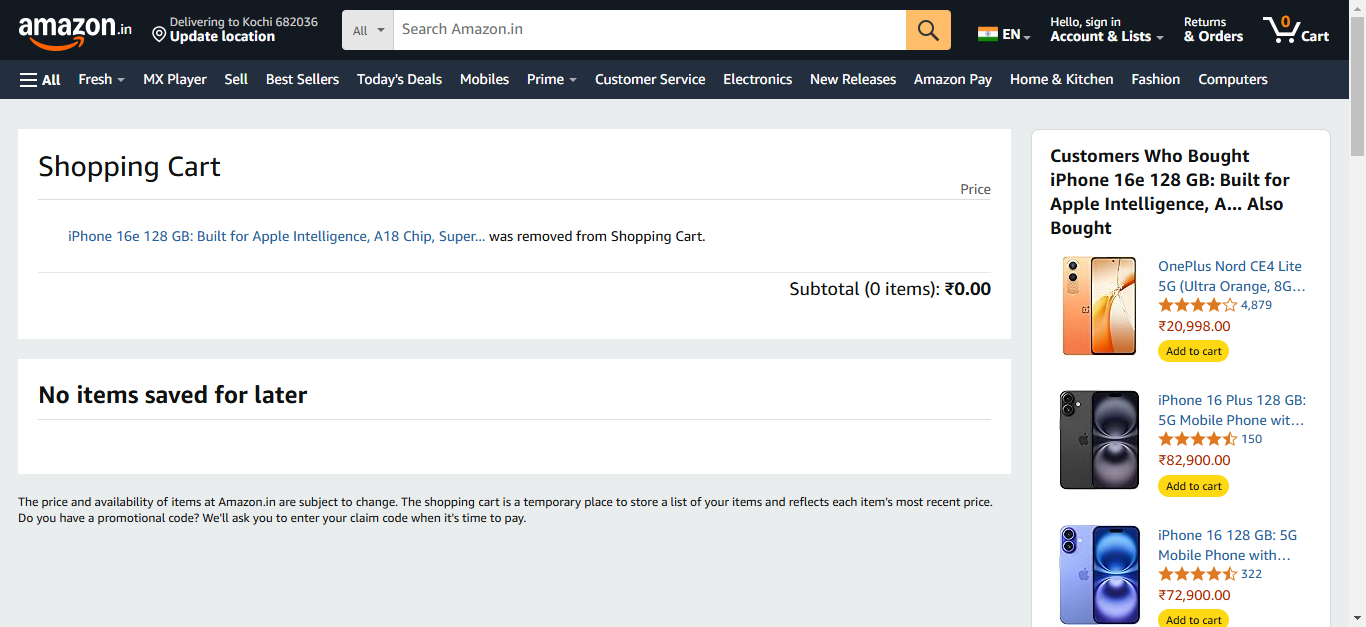 amazon.in
Delivering to Kochi 682036
Update location
All
Search Amazon.in
EN
Hello, sign in
Account & Lists
Returns
& Orders
0
Cart
All
Fresh
MX Player
Sell
Best Sellers
Today's Deals
Mobiles
Prime
Customer Service
Electronics
New Releases
Amazon Pay
Home & Kitchen
Fashion
Computers
Shopping Cart
Price
iPhone 16e 128 GB: Built for Apple Intelligence, A18 Chip, Super... was removed from Shopping Cart.
Subtotal (0 items): ₹0.00
No items saved for later
The price and availability of items at Amazon.in are subject to change. The shopping cart is a temporary place to store a list of your items and reflects each item's most recent price.
Do you have a promotional code? We'll ask you to enter your claim code when it's time to pay.
Customers Who Bought
iPhone 16e 128 GB: Built for
Apple Intelligence, A... Also
Bought
OnePlus Nord CE4 Lite
5G (Ultra Orange, 8G...
4,879
₹20,998.00
Add to cart
iPhone 16 Plus 128 GB:
5G Mobile Phone wit...
150
₹82,900.00
Add to cart
iPhone 16 128 GB: 5G
Mobile Phone with...
322
₹72,900.00
Add to cart